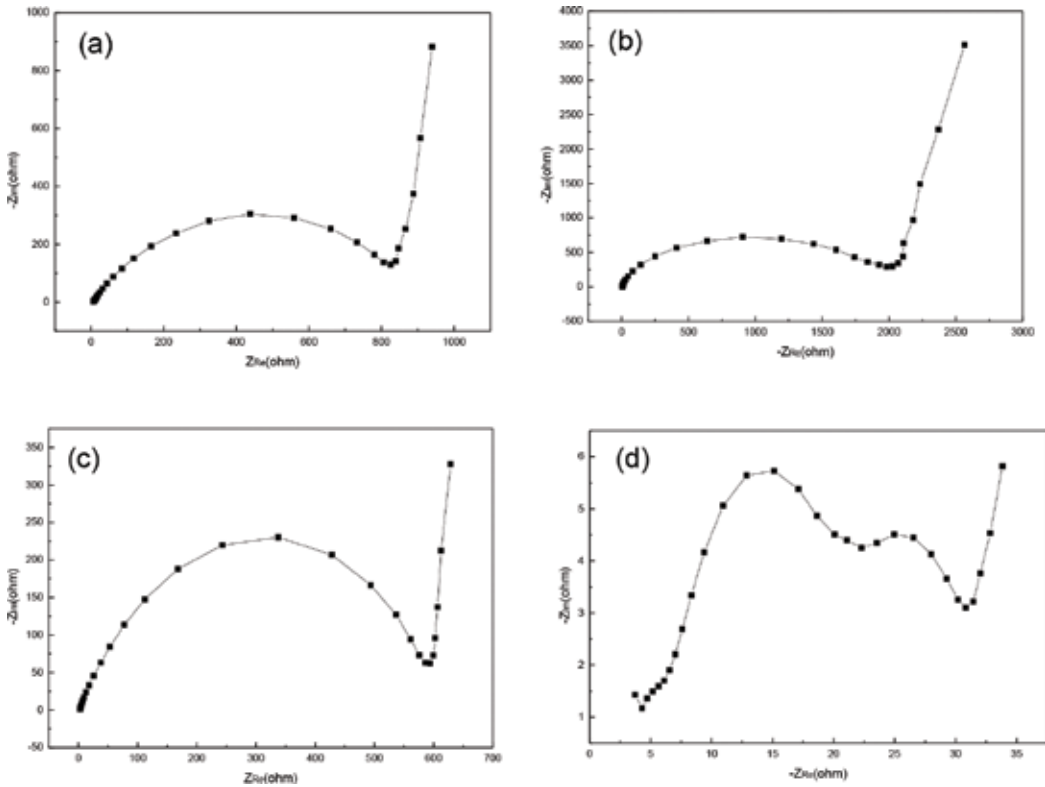 (a)
1000
800
600
400
200
0
-ZIm(ohm)
0 200 400 600 800 1000
ZRe(ohm)
(b)
4000
3500
3000
2500
2000
1500
1000
500
0
-500
-ZIm(ohm)
0 500 1000 1500 2000 2500 3000
-ZRe(ohm)
(c)
350
300
250
200
150
100
50
0
-50
-ZIm(ohm)
0 100 200 300 400 500 600 700
ZRe(ohm)
(d)
6
5
4
3
2
1
-ZIm(ohm)
0 5 10 15 20 25 30 35
-ZRe(ohm)